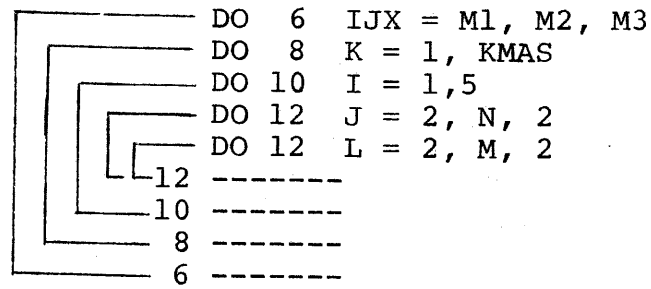 DO 6 IJX = M1, M2, M3
DO 8 K = 1, KMAS
DO 10 I = 1,5
DO 12 J = 2, N, 2
DO 12 L = 2, M, 2
12 -------
10 -------
8 -------
6 -------